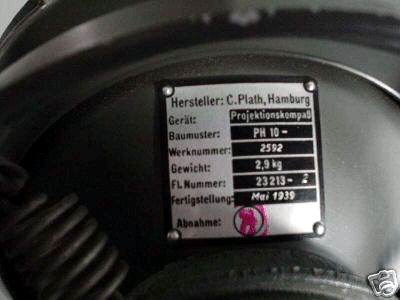 Hersteller: C. Plath, Hamburg
Gerät: Projektionskompaß
Baumuster: PH 10-
Werknummer: 2592
Gewicht: 2,9 kg
FL Nummer: 23213-2
Fertigstellung: Mai 1939
Abnahme:
ebY